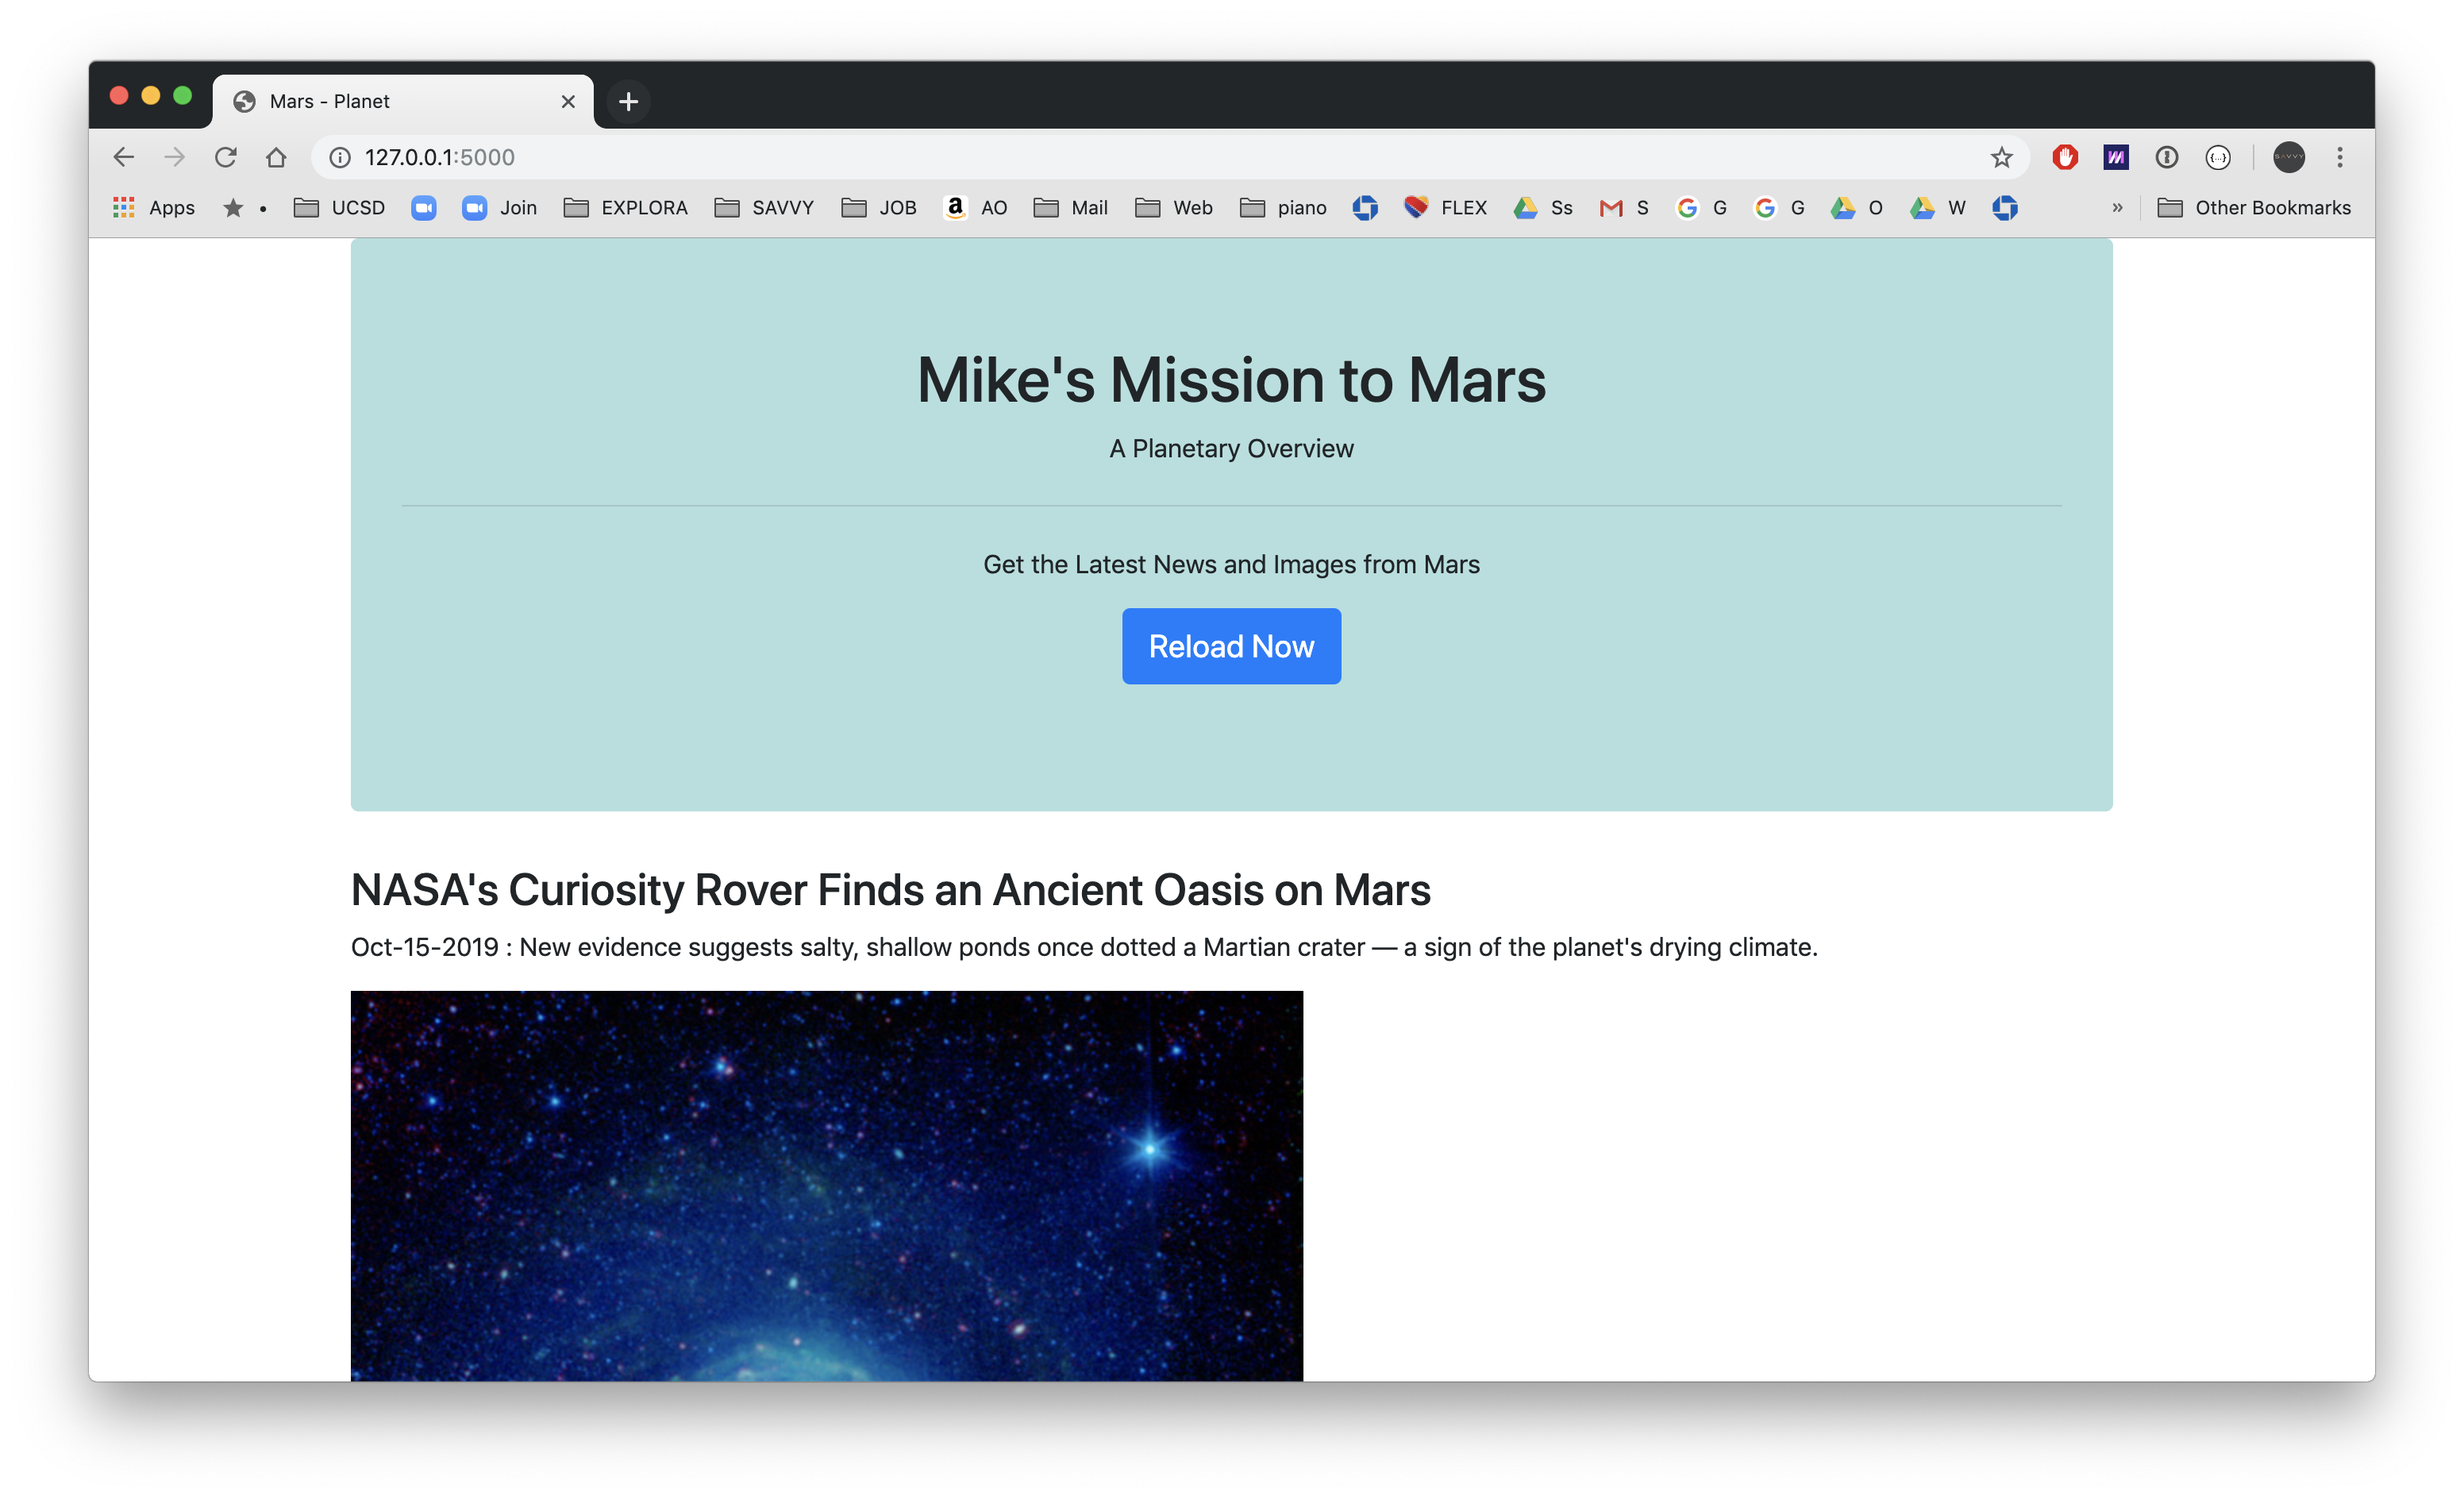 Mars - Planet
127.0.0.1:5000
Apps UCSD Join EXPLORA SAVVY JOB AO Mail Web piano FLEX Ss S G G O W » Other Bookmarks
Mike's Mission to Mars
A Planetary Overview
Get the Latest News and Images from Mars
Reload Now
NASA's Curiosity Rover Finds an Ancient Oasis on Mars
Oct-15-2019 : New evidence suggests salty, shallow ponds once dotted a Martian crater — a sign of the planet's drying climate.